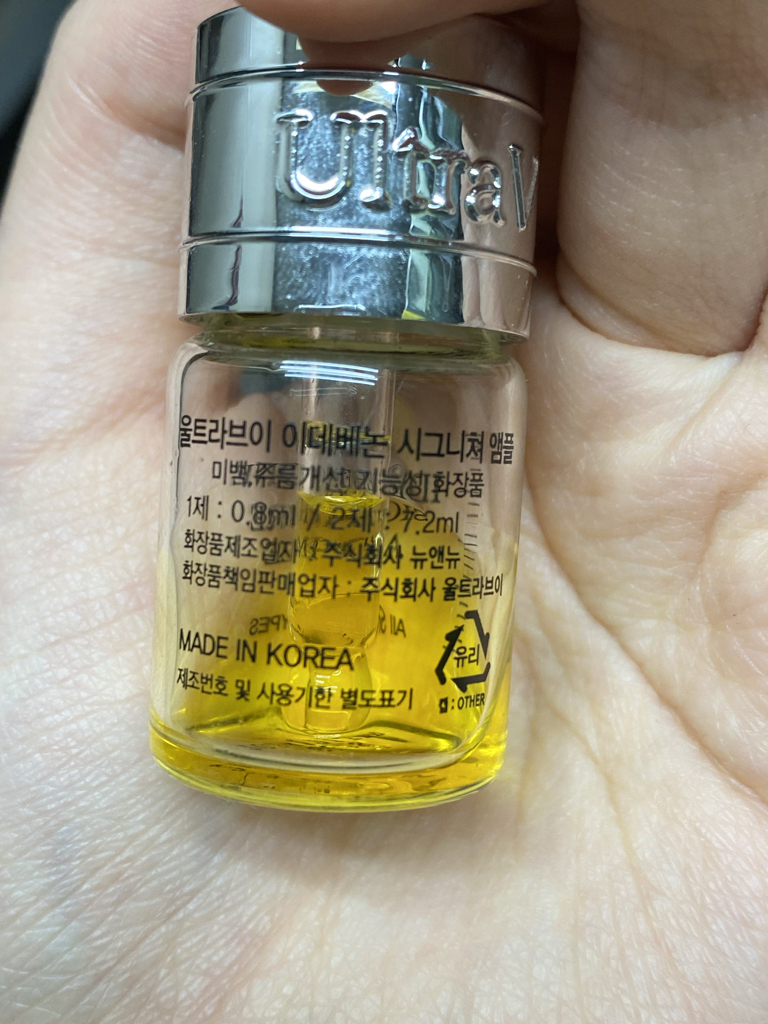 UltraV
울트라브이 이데베논 시그니쳐 앰플
미백,주름개선 기능성 화장품
1제 : 0.8ml / 2제 : 7.2ml
화장품제조업자 : 주식회사 뉴앤뉴
화장품책임판매업자 : 주식회사 울트라브이
MADE IN KOREA
유리
제조번호 및 사용기한 별도표기
캡 : OTHER